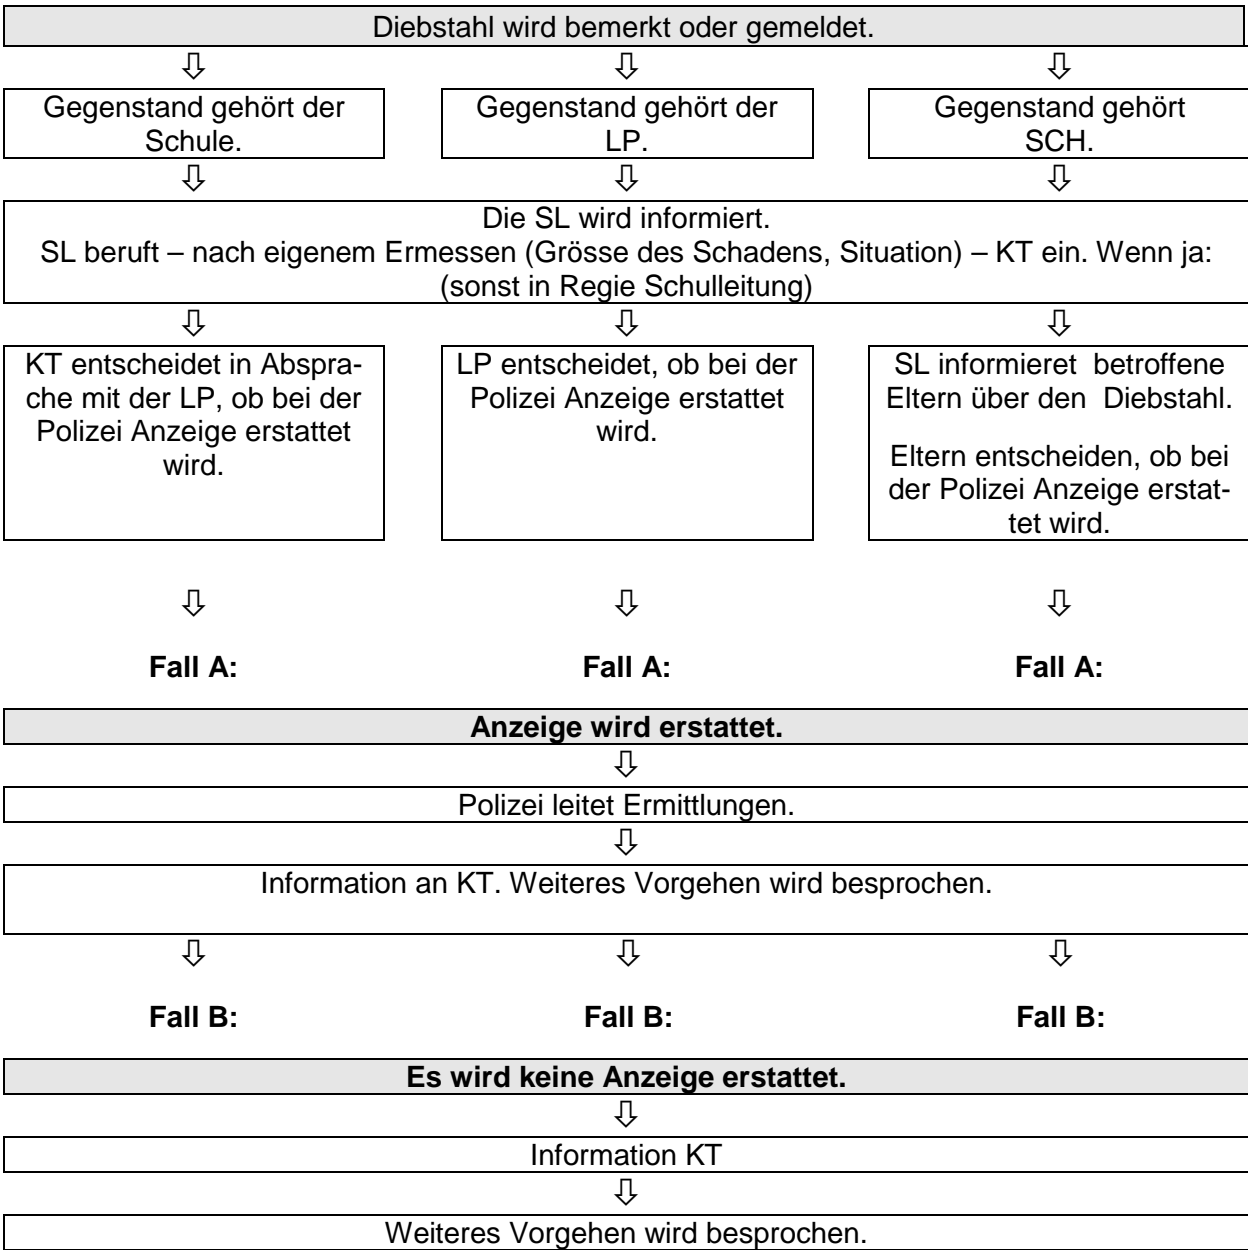 Diebstahl wird bemerkt oder gemeldet.
Gegenstand gehört der
Schule.
Gegenstand gehört der
LP.
Gegenstand gehört
SCH.
Die SL wird informiert.
SL beruft – nach eigenem Ermessen (Grösse des Schadens, Situation) – KT ein. Wenn ja:
(sonst in Regie Schulleitung)
KT entscheidet in Abspra-
che mit der LP, ob bei der
Polizei Anzeige erstattet
wird.
LP entscheidet, ob bei der
Polizei Anzeige erstattet
wird.
SL informieret betroffene
Eltern über den Diebstahl.
Eltern entscheiden, ob bei
der Polizei Anzeige erstat-
tet wird.
Fall A:
Fall A:
Fall A:
Anzeige wird erstattet.
Polizei leitet Ermittlungen.
Information an KT. Weiteres Vorgehen wird besprochen.
Fall B:
Fall B:
Fall B:
Es wird keine Anzeige erstattet.
Information KT
Weiteres Vorgehen wird besprochen.